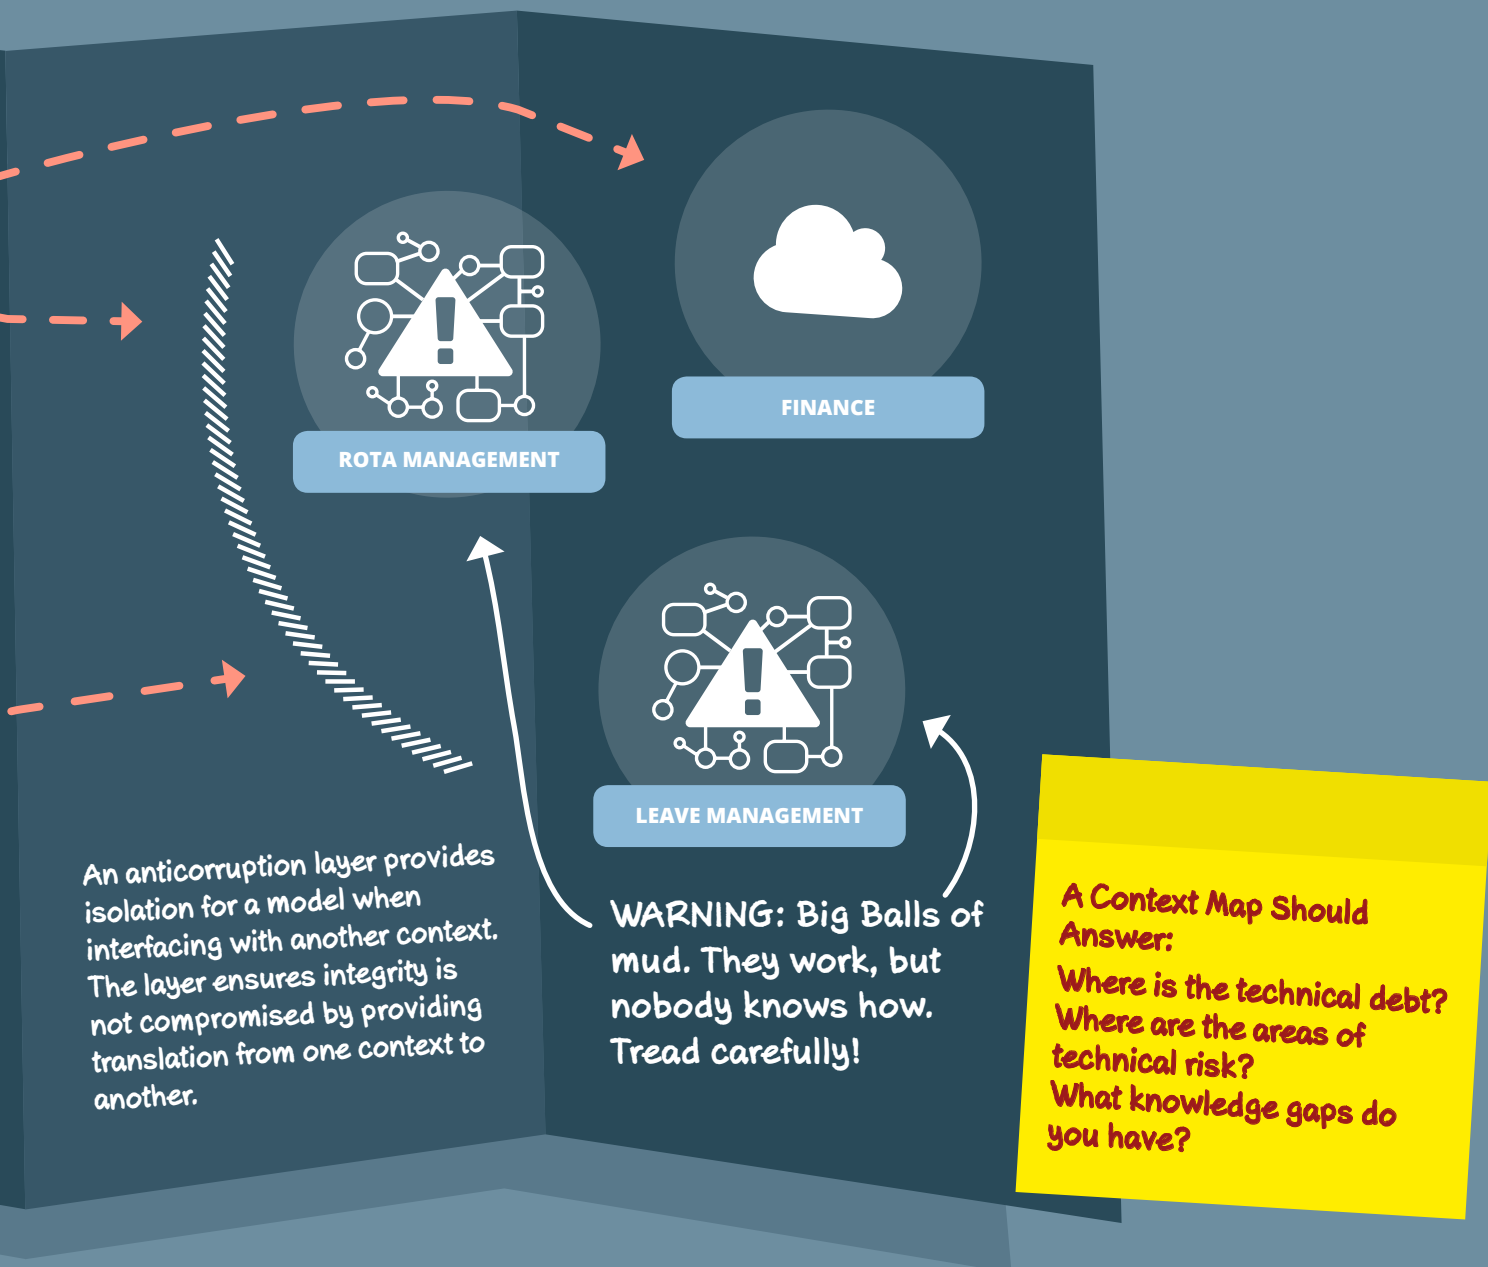 FINANCE
ROTA MANAGEMENT
LEAVE MANAGEMENT
An anticorruption layer provides
isolation for a model when
interfacing with another context.
The layer ensures integrity is
not compromised by providing
translation from one context to
another.
WARNING: Big Balls of
mud. They work, but
nobody knows how.
Tread carefully!
A Context Map Should
Answer:
Where is the technical debt?
Where are the areas of
technical risk?
What knowledge gaps do
you have?